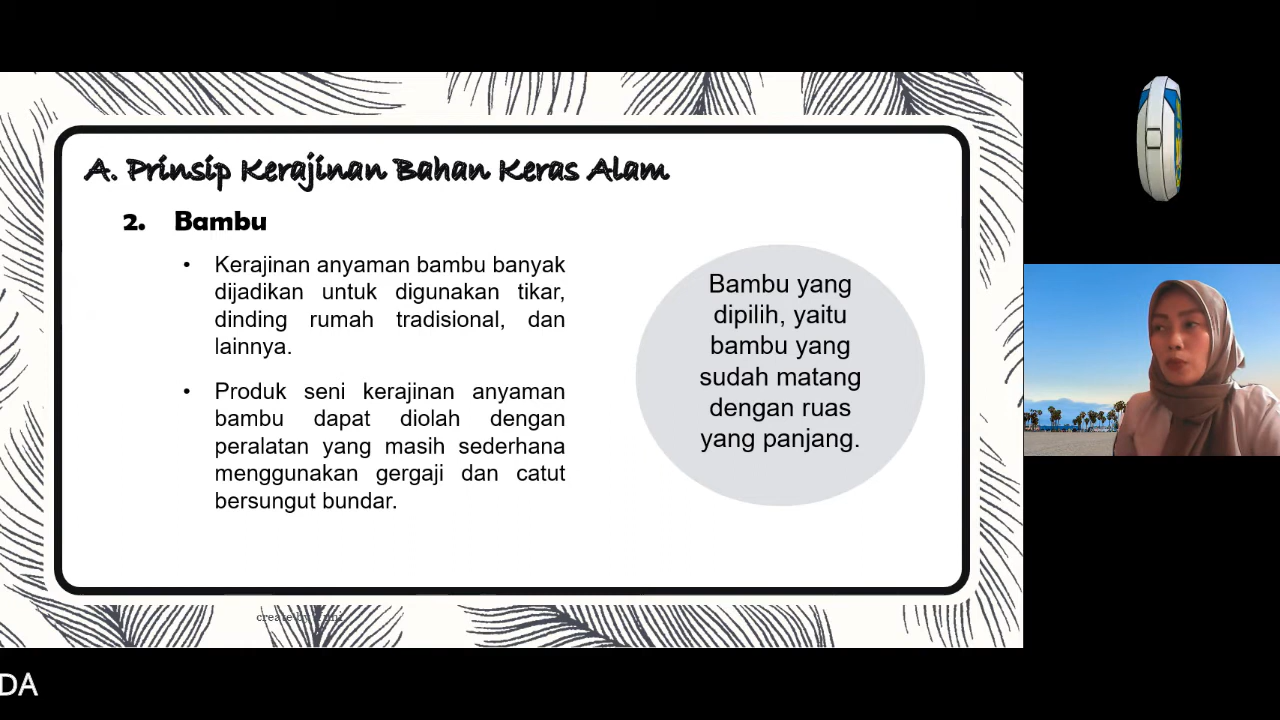 A. Prinsip Kerajinan Bahan Keras Alam
2. Bambu
• Kerajinan anyaman bambu banyak
dijadikan untuk digunakan tikar,
dinding rumah tradisional, dan
lainnya.
• Produk seni kerajinan anyaman
bambu dapat diolah dengan
peralatan yang masih sederhana
menggunakan gergaji dan catut
bersungut bundar.
Bambu yang
dipilih, yaitu
bambu yang
sudah matang
dengan ruas
yang panjang.
create by
DA